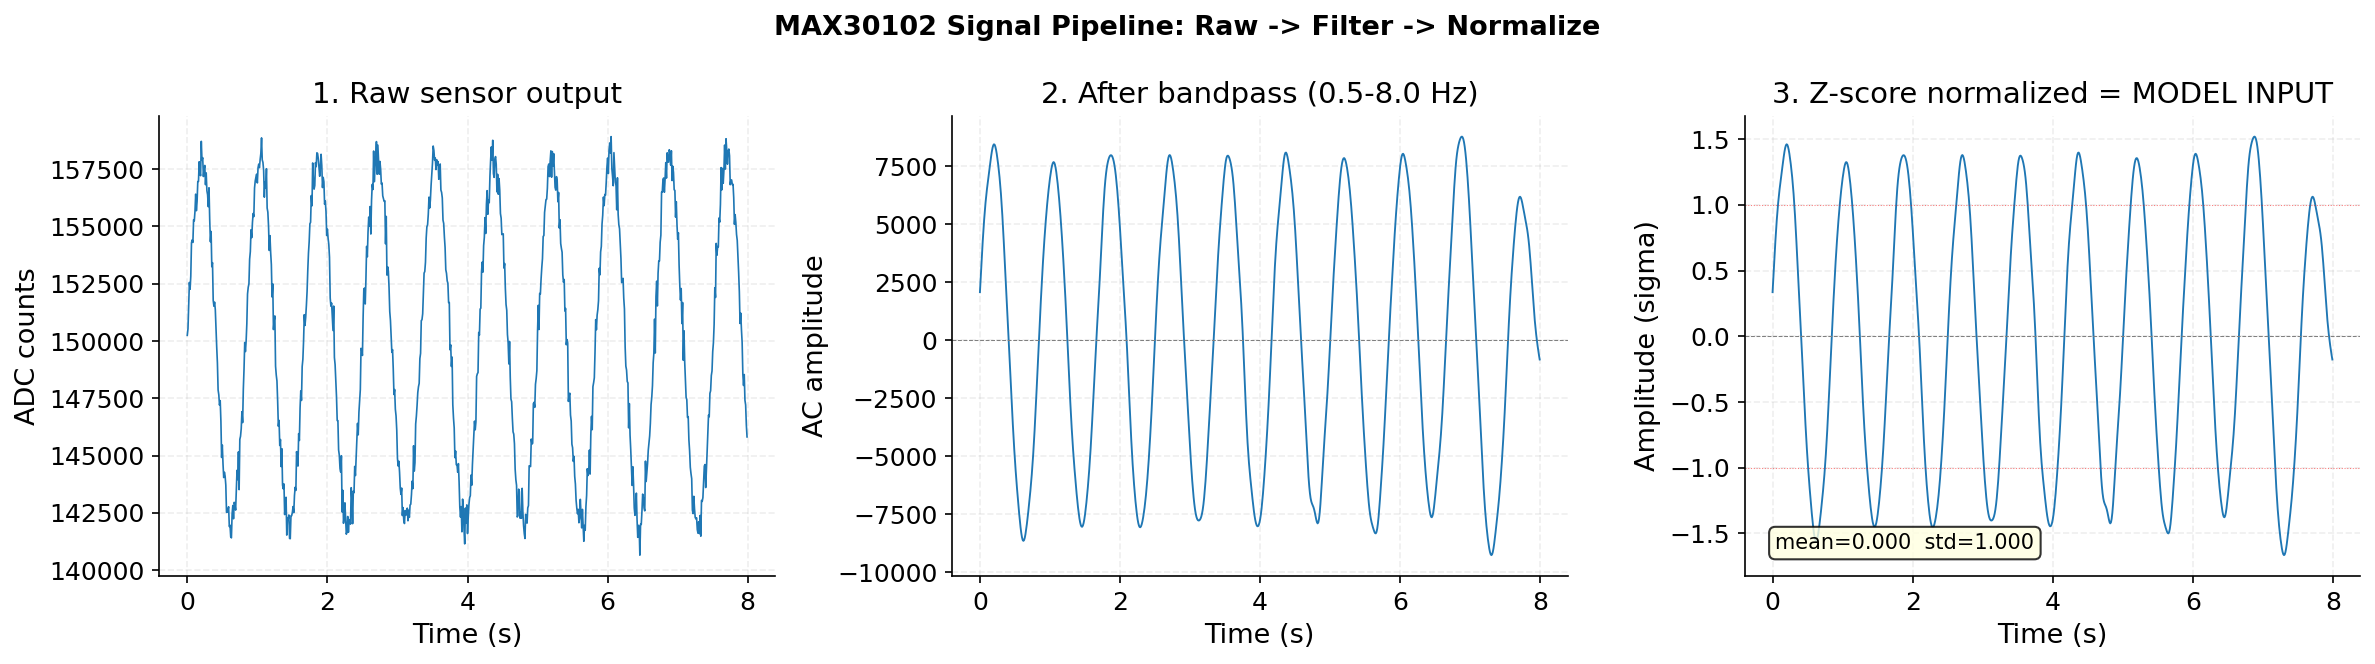 MAX30102 Signal Pipeline: Raw -> Filter -> Normalize
1. Raw sensor output
ADC counts
157500
155000
152500
150000
147500
145000
142500
140000
0 2 4 6 8
Time (s)
2. After bandpass (0.5-8.0 Hz)
AC amplitude
7500
5000
2500
0
−2500
−5000
−7500
−10000
0 2 4 6 8
Time (s)
3. Z-score normalized = MODEL INPUT
Amplitude (sigma)
1.5
1.0
0.5
0.0
−0.5
−1.0
−1.5
mean=0.000 std=1.000
0 2 4 6 8
Time (s)